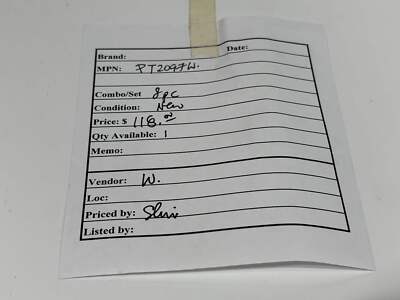 Brand: Date:
MPN: PT2097W.
Combo/Set 8pc
Condition: New
Price: $ 118.00
Qty Available: 1
Memo:
Vendor: W.
Loc:
Priced by:
Listed by: